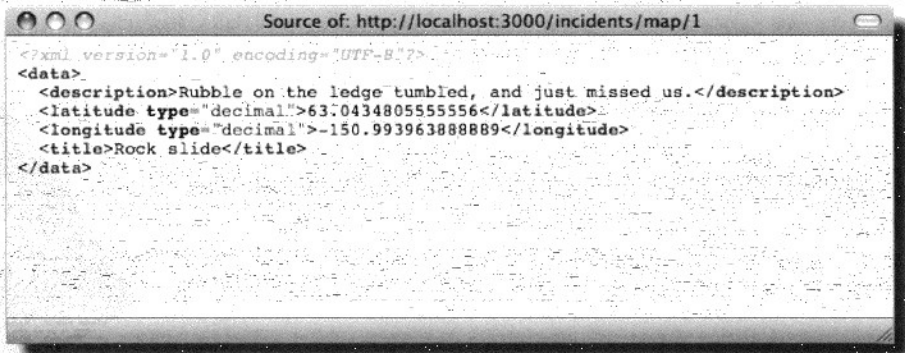 Source of: http://localhost:3000/incidents/map/1
<?xml version="1.0" encoding="UTF-8"?>
<data>
  <description>Rubble on the ledge tumbled, and just missed us.</description>
  <latitude type="decimal">63.0434805555556</latitude>
  <longitude type="decimal">-150.993963888889</longitude>
  <title>Rock slide</title>
</data>